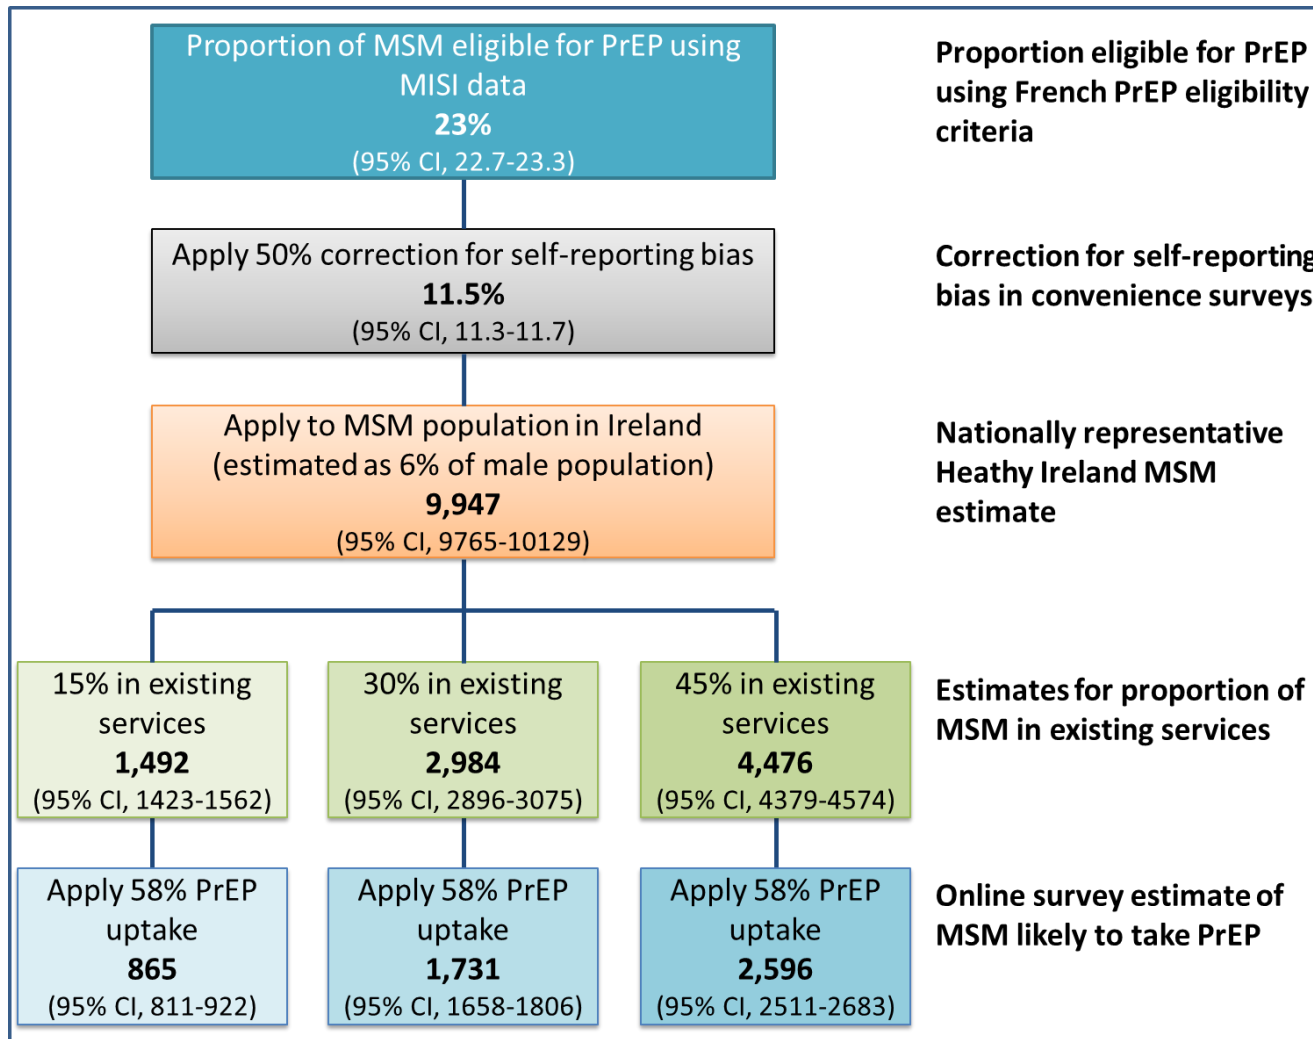 Proportion of MSM eligible for PrEP using
MISI data
23%
(95% CI, 22.7-23.3)
Proportion eligible for PrEP
using French PrEP eligibility
criteria
Apply 50% correction for self-reporting bias
11.5%
(95% CI, 11.3-11.7)
Correction for self-reporting
bias in convenience surveys
Apply to MSM population in Ireland
(estimated as 6% of male population)
9,947
(95% CI, 9765-10129)
Nationally representative
Heathy Ireland MSM
estimate
15% in existing
services
1,492
(95% CI, 1423-1562)
30% in existing
services
2,984
(95% CI, 2896-3075)
45% in existing
services
4,476
(95% CI, 4379-4574)
Estimates for proportion of
MSM in existing services
Apply 58% PrEP
uptake
865
(95% CI, 811-922)
Apply 58% PrEP
uptake
1,731
(95% CI, 1658-1806)
Apply 58% PrEP
uptake
2,596
(95% CI, 2511-2683)
Online survey estimate of
MSM likely to take PrEP